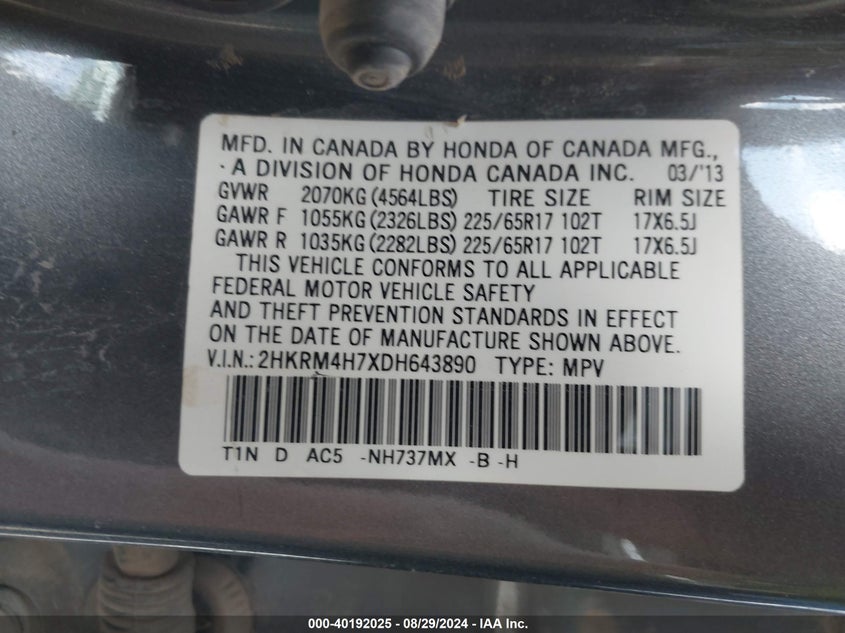 MFD. IN CANADA BY HONDA OF CANADA MFG.,
- A DIVISION OF HONDA CANADA INC. 03/'13
GVWR 2070KG (4564LBS) TIRE SIZE RIM SIZE
GAWR F 1055KG (2326LBS) 225/65R17 102T 17X6.5J
GAWR R 1035KG (2282LBS) 225/65R17 102T 17X6.5J
THIS VEHICLE CONFORMS TO ALL APPLICABLE
FEDERAL MOTOR VEHICLE SAFETY
AND THEFT PREVENTION STANDARDS IN EFFECT
ON THE DATE OF MANUFACTURE SHOWN ABOVE.
V.I.N.: 2HKRM4H7XDH643890 TYPE: MPV
T1N D AC5 -NH737MX -B -H
000-40192025 - 08/29/2024 - IAA Inc.